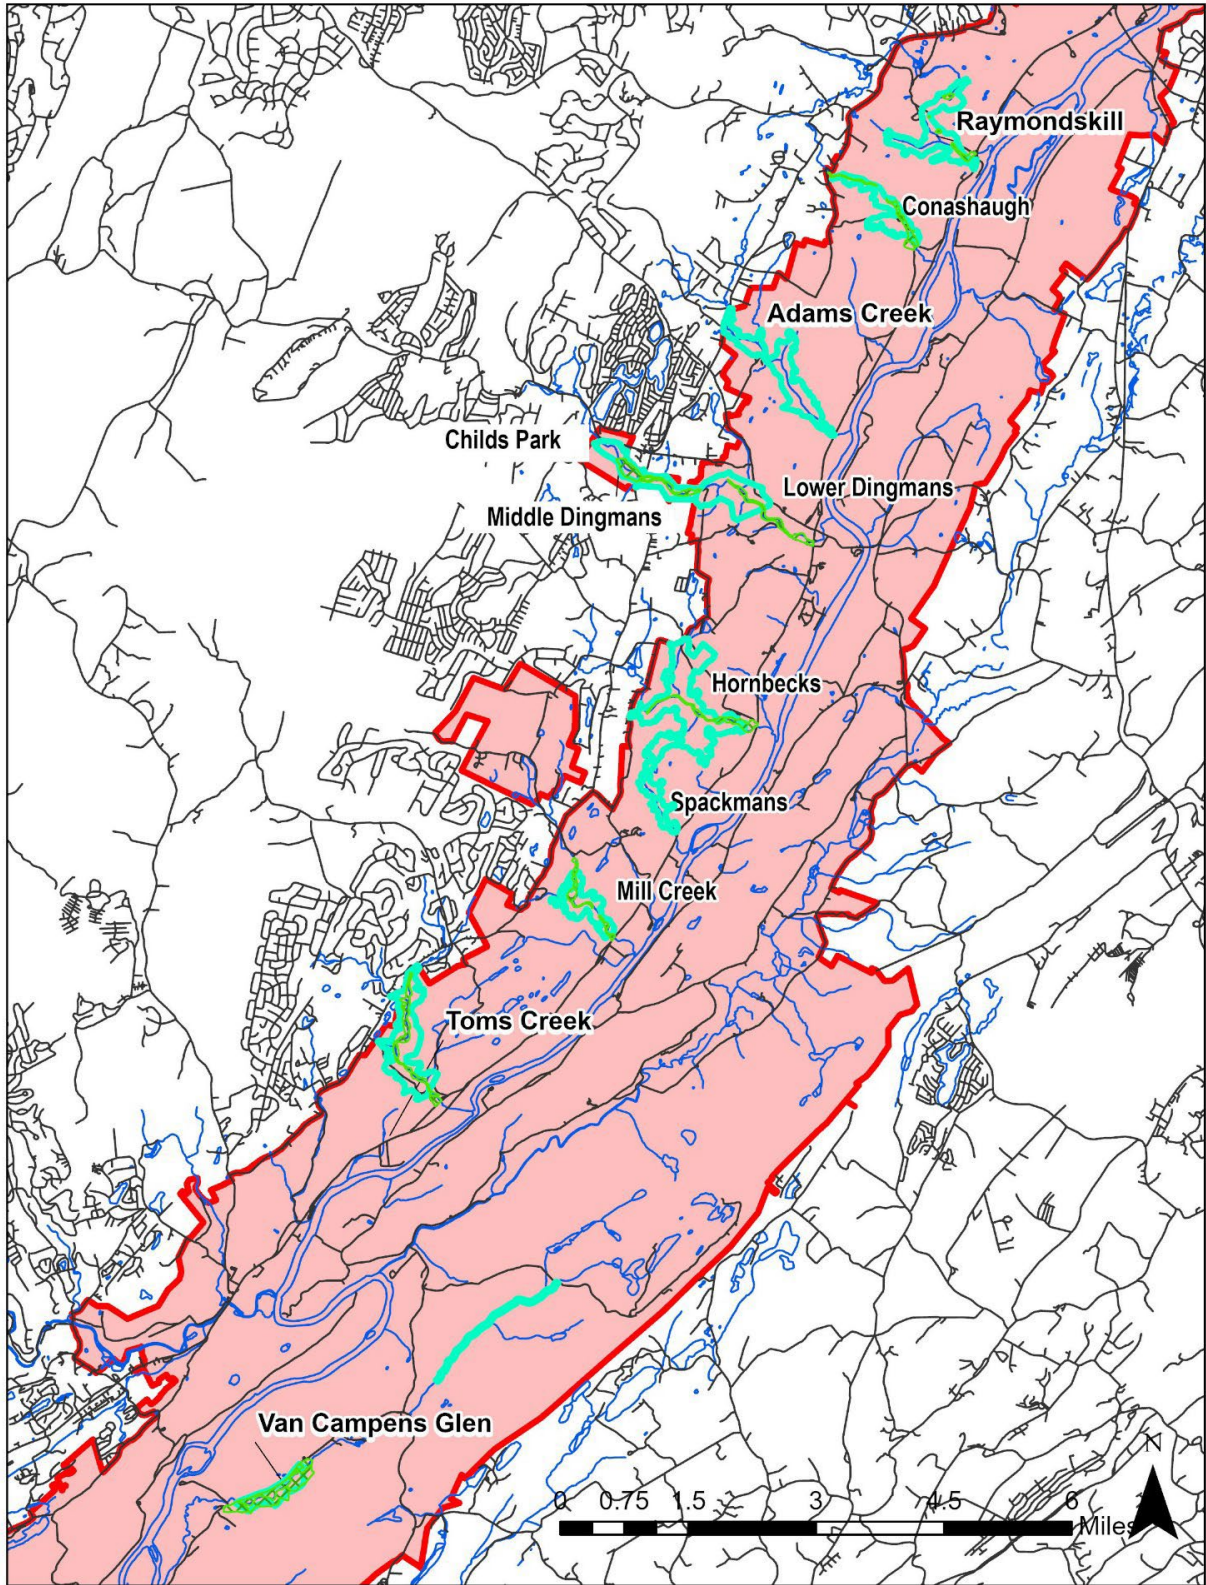 Raymondskill
Conashaugh
Adams Creek
Childs Park
Lower Dingmans
Middle Dingmans
Hornbecks
Spackmans
Mill Creek
Toms Creek
Van Campens Glen
N
0 0.75 1.5 3 4.5 6
Miles